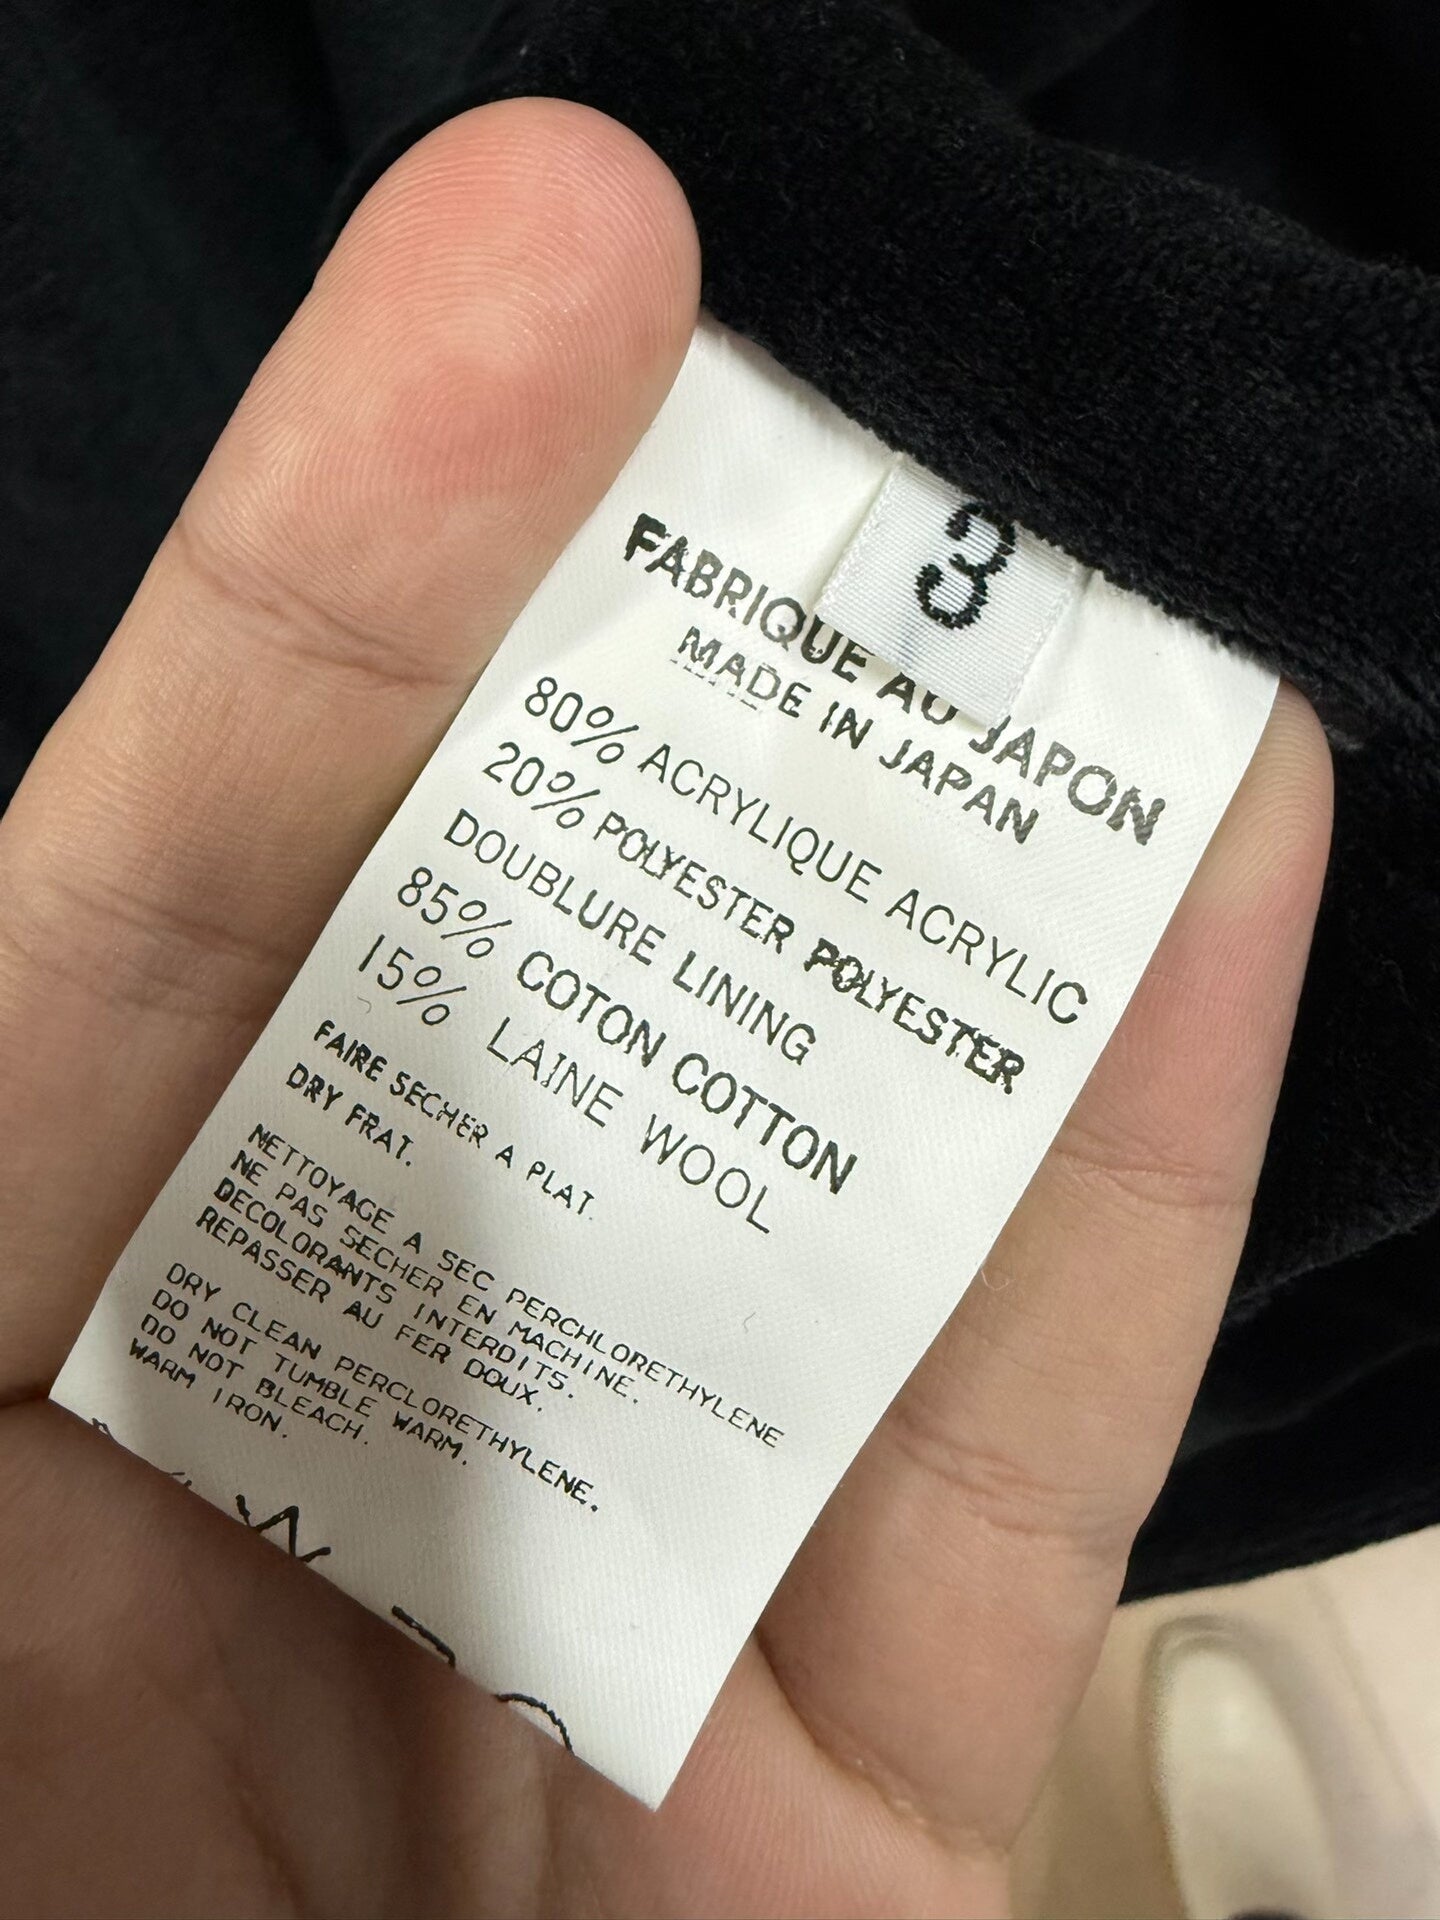 3
FABRIQUE AU JAPON
MADE IN JAPAN
80% ACRYLIQUE ACRYLIC
20% POLYESTER POLYESTER
DOUBLURE LINING
85% COTON COTTON
15% LAINE WOOL
FAIRE SECHER A PLAT.
DRY FRAT.
NETTOYAGE A SEC PERCHLORETHYLENE
NE PAS SECHER EN MACHINE.
DECOLORANTS INTERDITS.
REPASSER AU FER DOUX.
DRY CLEAN PERCLORETHYLENE.
DO NOT TUMBLE WARM.
DO NOT BLEACH.
WARM IRON.